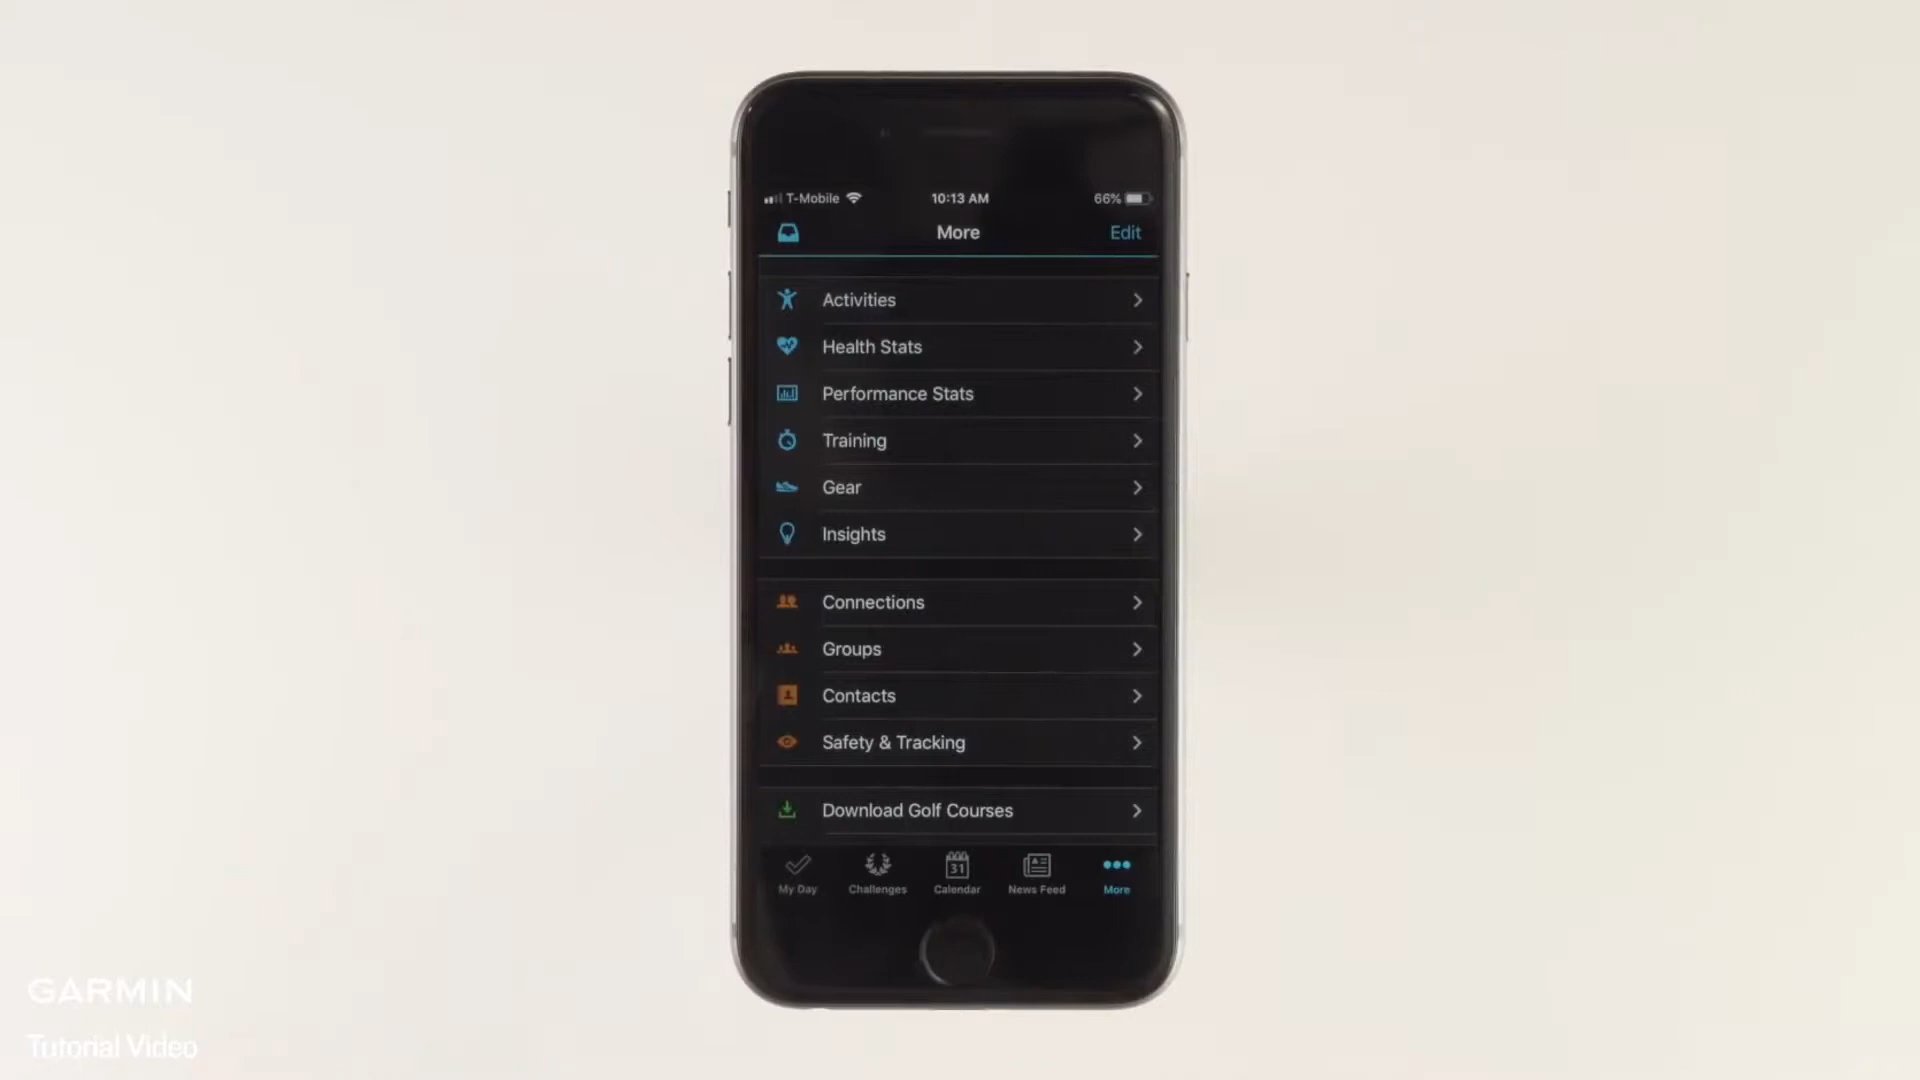 T-Mobile 10:13 AM 66%
More Edit
Activities
Health Stats
Performance Stats
Training
Gear
Insights
Connections
Groups
Contacts
Safety & Tracking
Download Golf Courses
31
My Day Challenges Calendar News Feed More
GARMIN
Tutorial Video